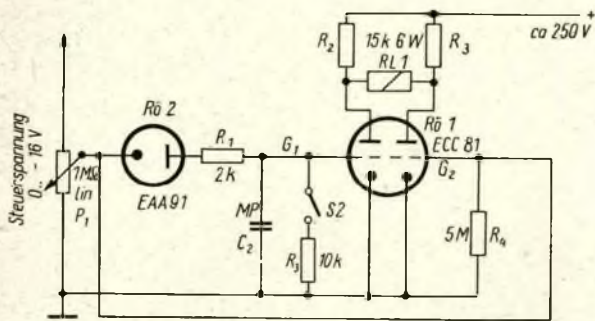 R2
15k 6W
R3
RL 1
ca 250 V
+
Rö 2
Rö 1
ECC 81
R1
2k
G1
G2
Steuerspannung
0... - 16 V
1MΩ
lin
P1
EAA91
MP
C2
S2
R3
10k
5M
R4